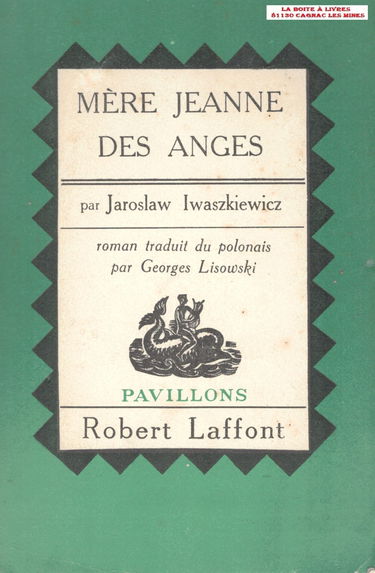 LA BOITE À LIVRES
81130 CAGNAC LES MINES
MÈRE JEANNE
DES ANGES
par Jaroslaw Iwaszkiewicz
roman traduit du polonais
par Georges Lisowski
PAVILLONS
Robert Laffont